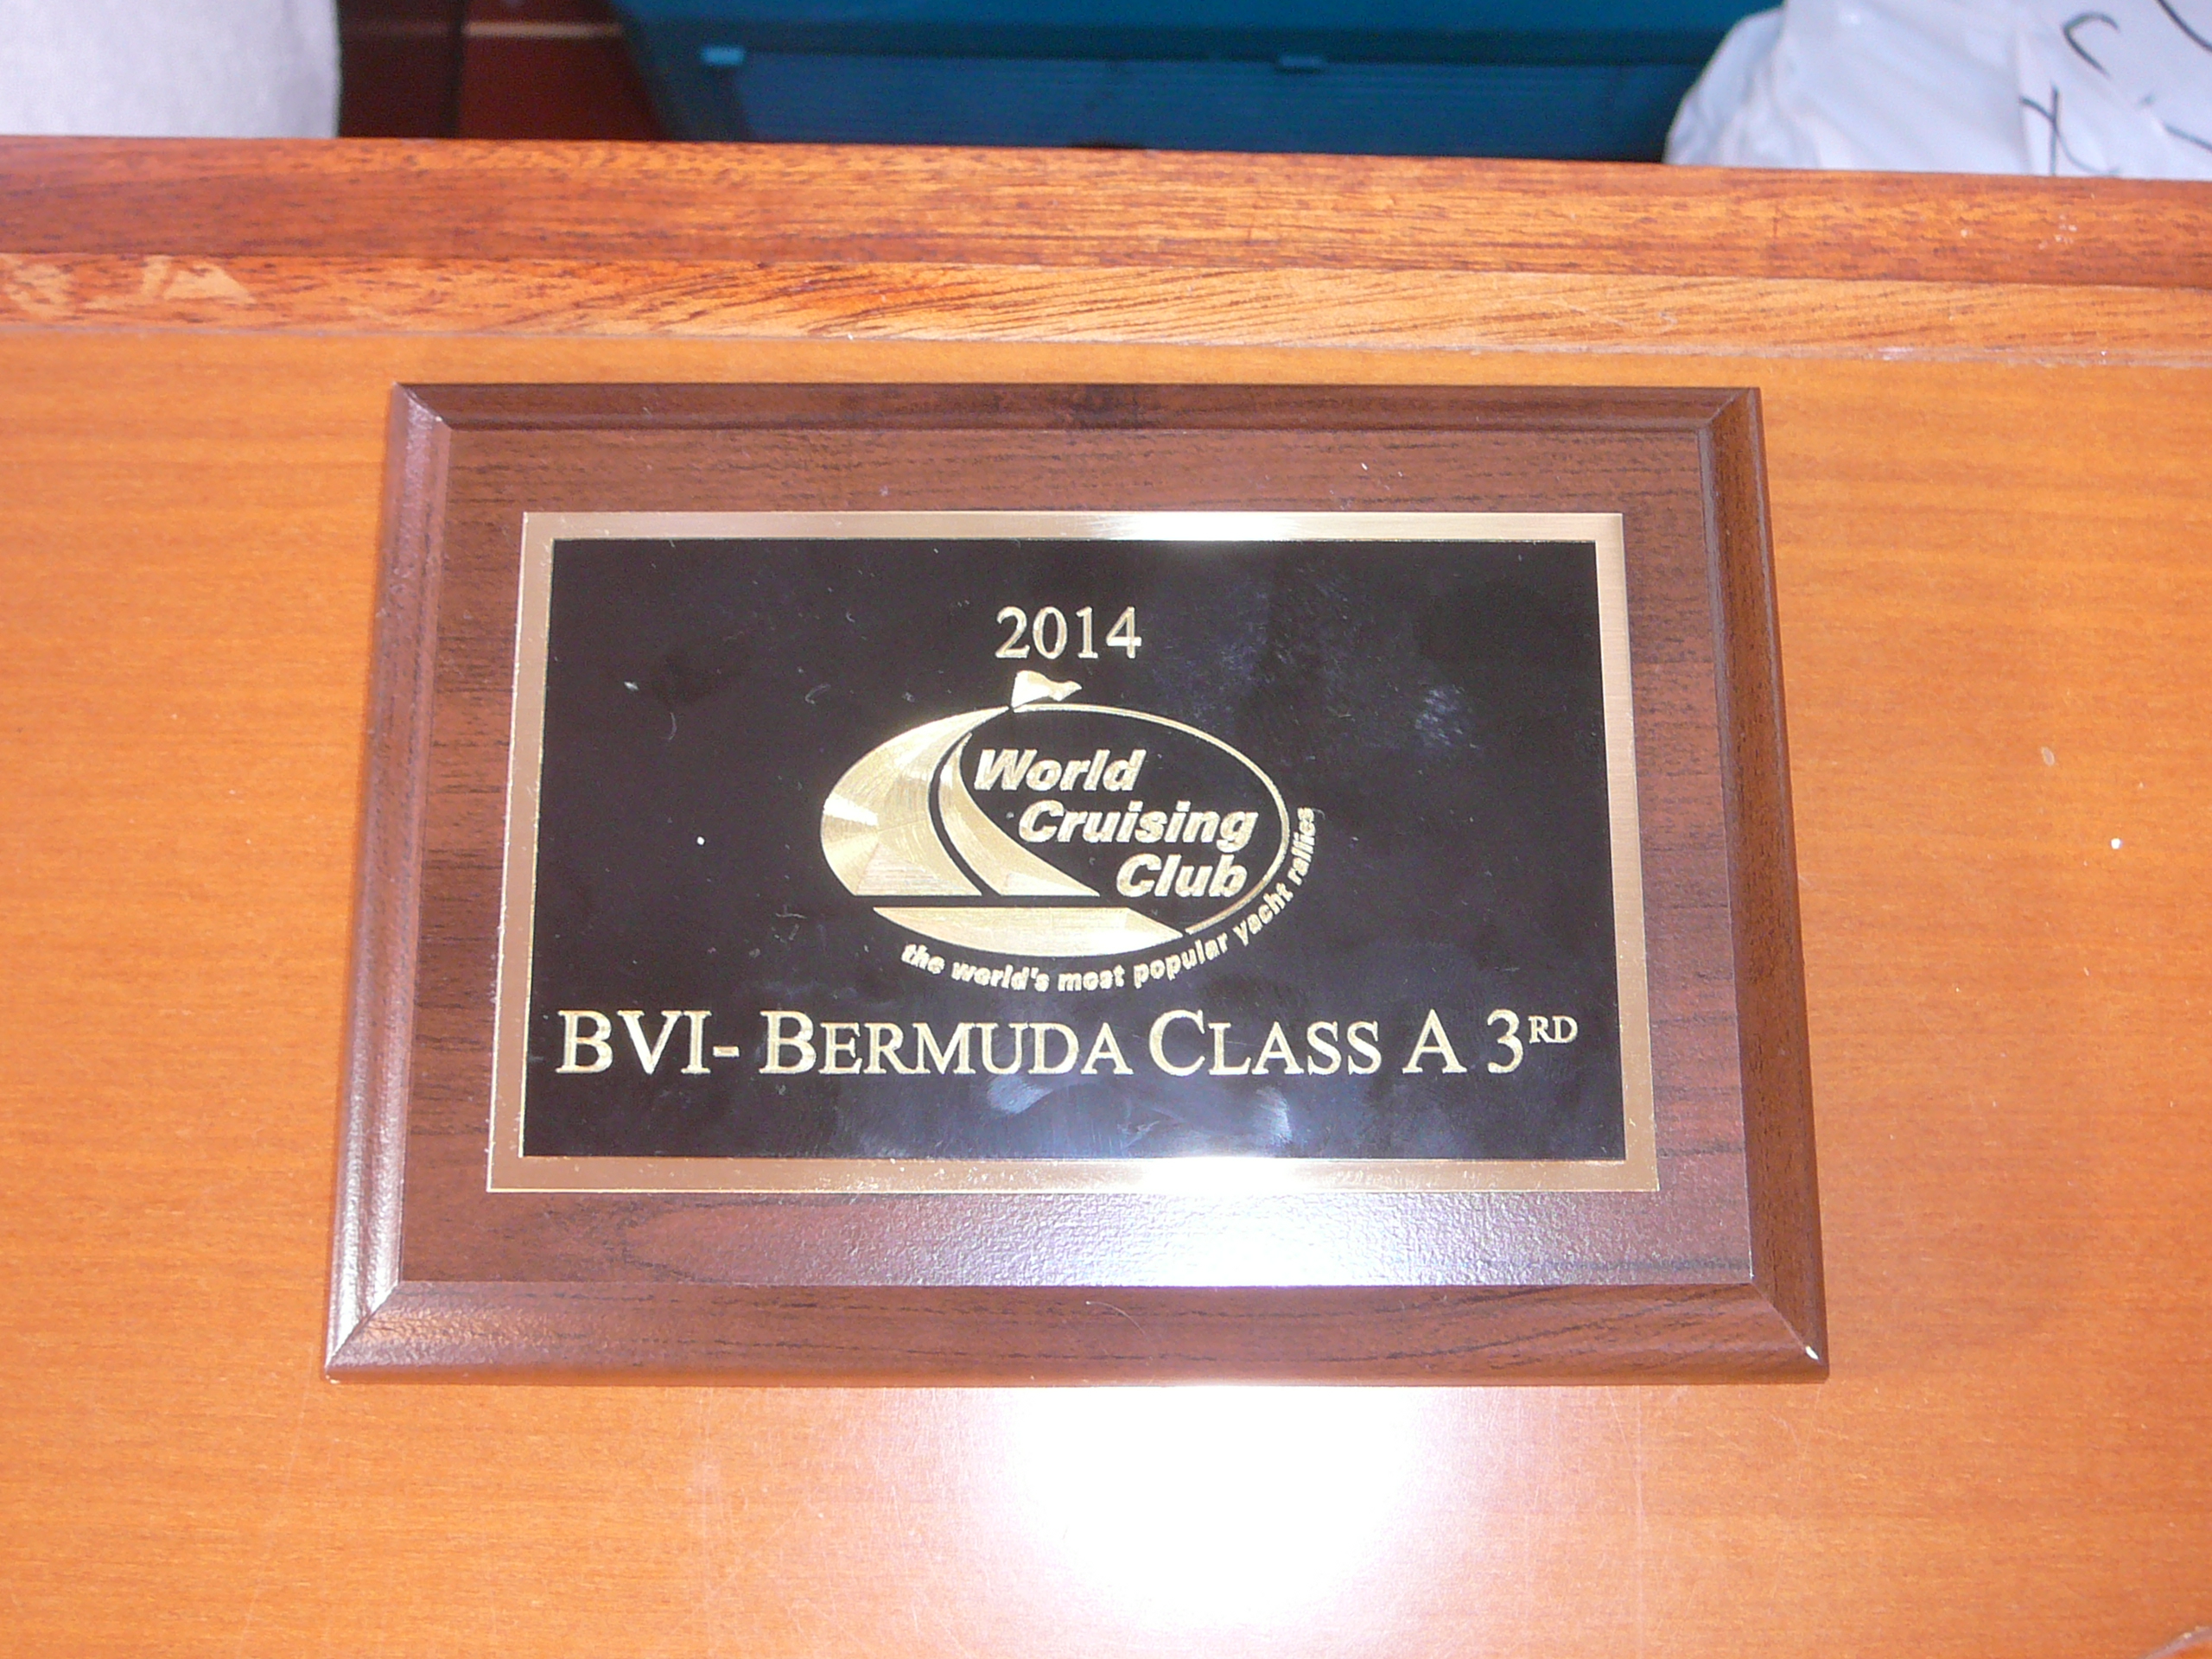 2014
World
Cruising
Club
the world's most popular yacht rallies
BVI- BERMUDA CLASS A 3RD